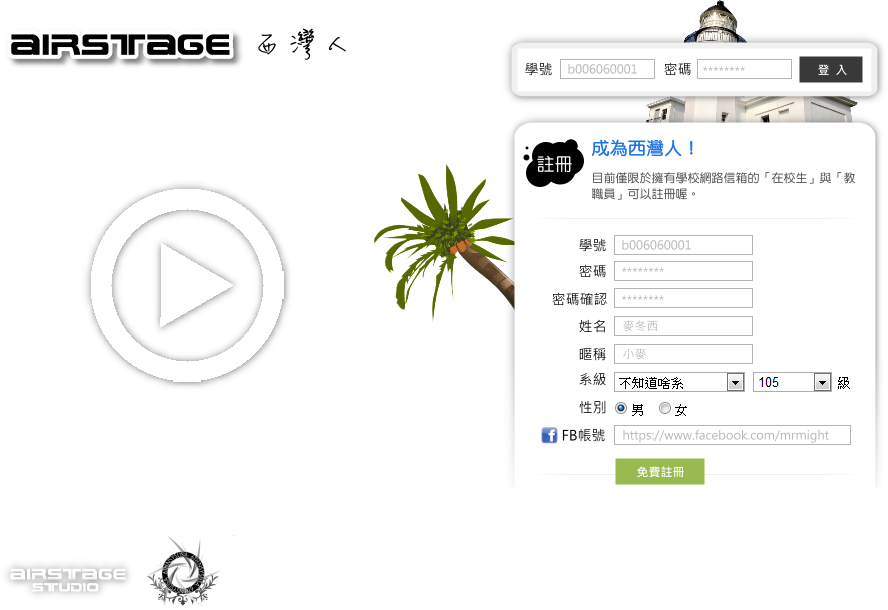 AIRSTAGE 西灣人
學號 b006060001 密碼 ******** 登入
註冊
成為西灣人！
目前僅限於擁有學校網路信箱的「在校生」與「教
職員」可以註冊喔。
學號 b006060001
密碼 ********
密碼確認 ********
姓名 麥冬西
暱稱 小麥
系級 不知道啥系 105 級
性別 男 女
f FB帳號 https://www.facebook.com/mrmight
免費註冊
AIRSTAGE
STUDIO